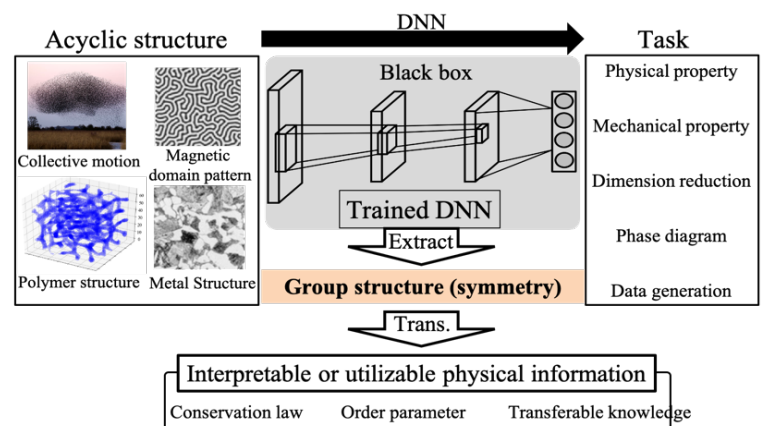 DNN
Acyclic structure
Task
Black box
Collective motion
Magnetic
domain pattern
Polymer structure
Metal Structure
Trained DNN
Extract
Group structure (symmetry)
Trans.
Physical property
Mechanical property
Dimension reduction
Phase diagram
Data generation
Interpretable or utilizable physical information
Conservation law
Order parameter
Transferable knowledge